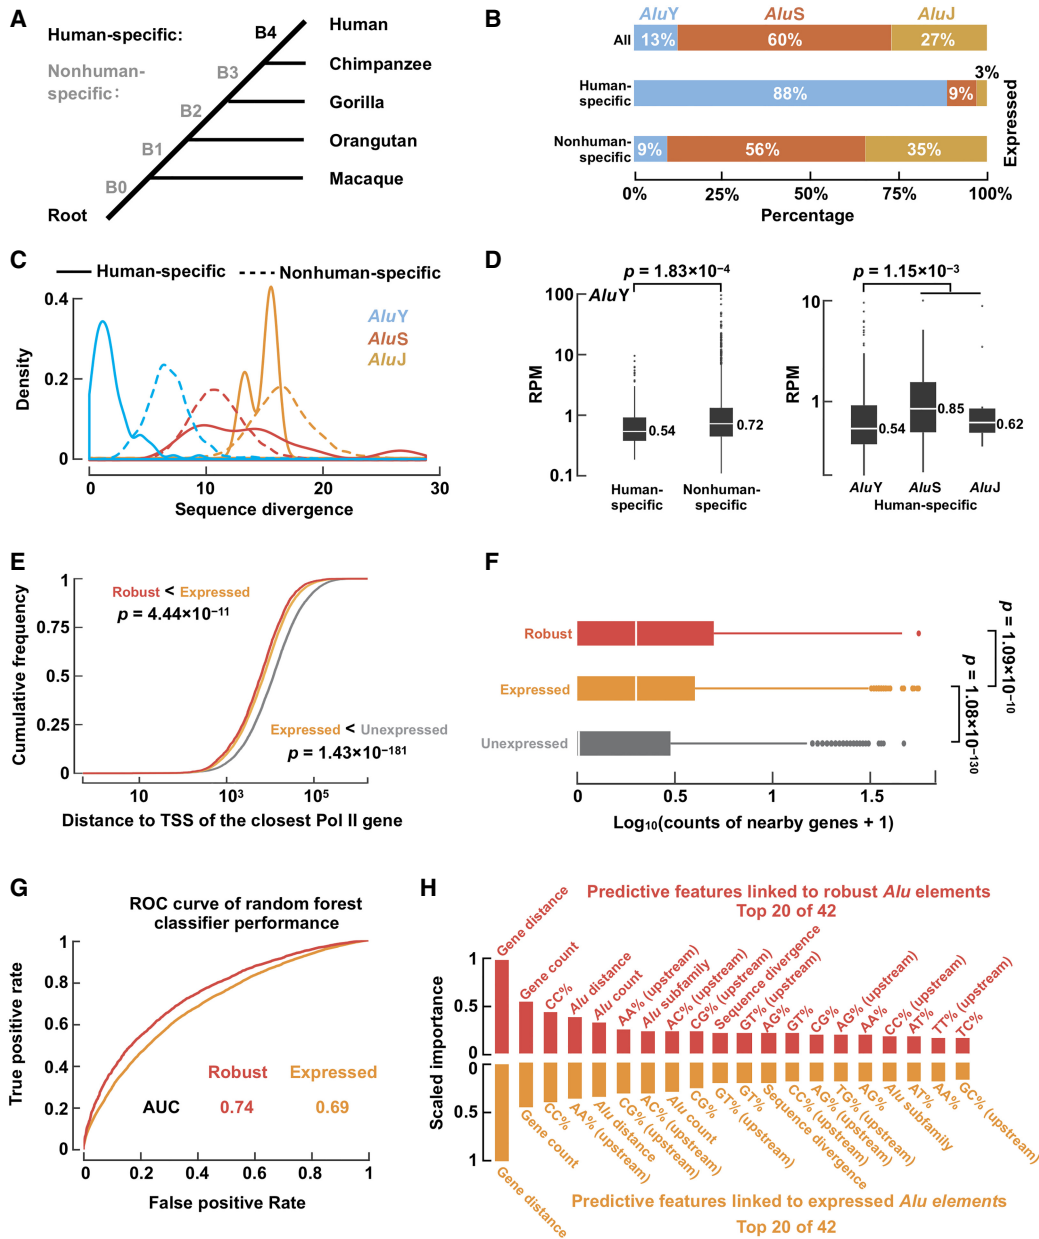 A
Human-specific:
Nonhuman-
specific:
B4
B3
B2
B1
B0
Root
Human
Chimpanzee
Gorilla
Orangutan
Macaque
B
AluY
AluS
AluJ
All
13%
60%
27%
Human-
specific
88%
9%
3%
Nonhuman-
specific
9%
56%
35%
Expressed
0%
25%
50%
75%
100%
Percentage
C
Human-specific
Nonhuman-specific
AluY
AluS
AluJ
Density
0.4
0.2
0
0
10
20
30
Sequence divergence
D
p = 1.83×10−4
AluY
RPM
100
10
1
0.1
0.54
0.72
Human-
specific
Nonhuman-
specific
p = 1.15×10−3
RPM
10
1
0.54
0.85
0.62
AluY
AluS
AluJ
Human-specific
E
Robust < Expressed
p = 4.44×10−11
Expressed < Unexpressed
p = 1.43×10−181
Cumulative frequency
1
0.75
0.5
0.25
0
10
103
105
Distance to TSS of the closest Pol II gene
F
Robust
Expressed
Unexpressed
p = 1.09×10−10
p = 1.08×10−130
0
0.5
1
1.5
Log10(counts of nearby genes + 1)
G
ROC curve of random forest
classifier performance
True positive rate
1
0.8
0.6
0.4
0.2
0
Robust
Expressed
AUC
0.74
0.69
0
0.2
0.4
0.6
0.8
1
False positive Rate
H
Predictive features linked to robust Alu elements
Top 20 of 42
Scaled importance
1
0.5
0
0
0.5
1
Gene distance
Gene count
CC%
Alu distance
Alu count
AA% (upstream)
Alu subfamily
AC% (upstream)
CG% (upstream)
Sequence divergence
GT% (upstream)
AG%
GT%
CG%
AG% (upstream)
AA%
CC% (upstream)
AT%
TT% (upstream)
TC%
Gene distance
Gene count
CC%
AA% (upstream)
Alu distance
CG% (upstream)
AC% (upstream)
Alu count
CG%
GT% (upstream)
GT%
Sequence divergence
CC% (upstream)
AG% (upstream)
TG% (upstream)
AG%
Alu subfamily
AT%
AA%
GC% (upstream)
Predictive features linked to expressed Alu elements
Top 20 of 42